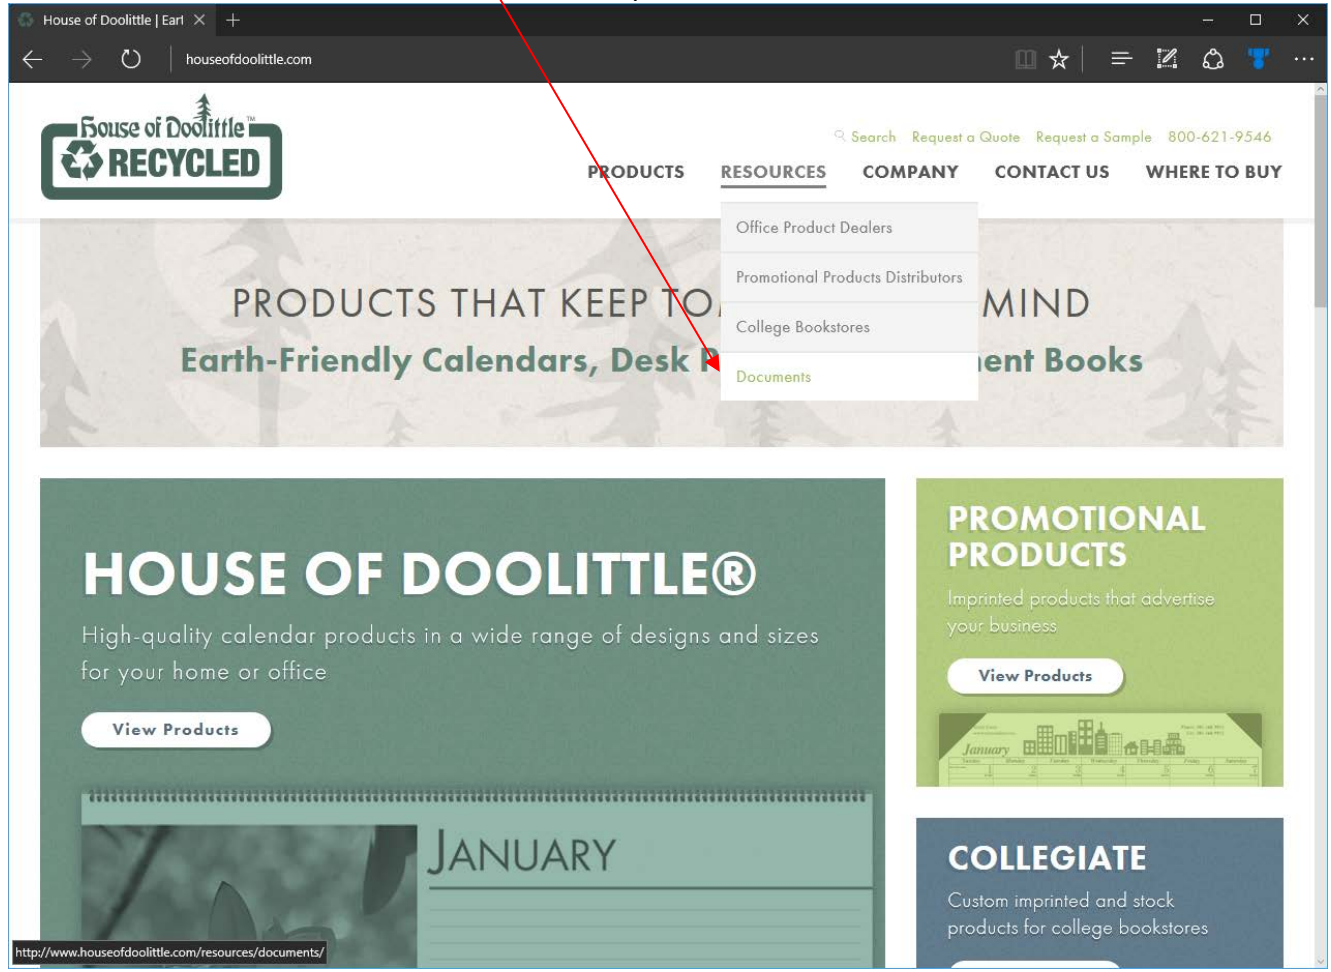 House of Doolittle | Eart
houseofdoolittle.com
House of Doolittle™
RECYCLED
Search Request a Quote Request a Sample 800-621-9546
PRODUCTS RESOURCES COMPANY CONTACT US WHERE TO BUY
Office Product Dealers
Promotional Products Distributors
College Bookstores
Documents
PRODUCTS THAT KEEP TO MIND
Earth-Friendly Calendars, Desk P ent Books
HOUSE OF DOOLITTLE®
High-quality calendar products in a wide range of designs and sizes
for your home or office
View Products
JANUARY
PROMOTIONAL
PRODUCTS
Imprinted products that advertise
your business
View Products
January
COLLEGIATE
Custom imprinted and stock
products for college bookstores
http://www.houseofdoolittle.com/resources/documents/